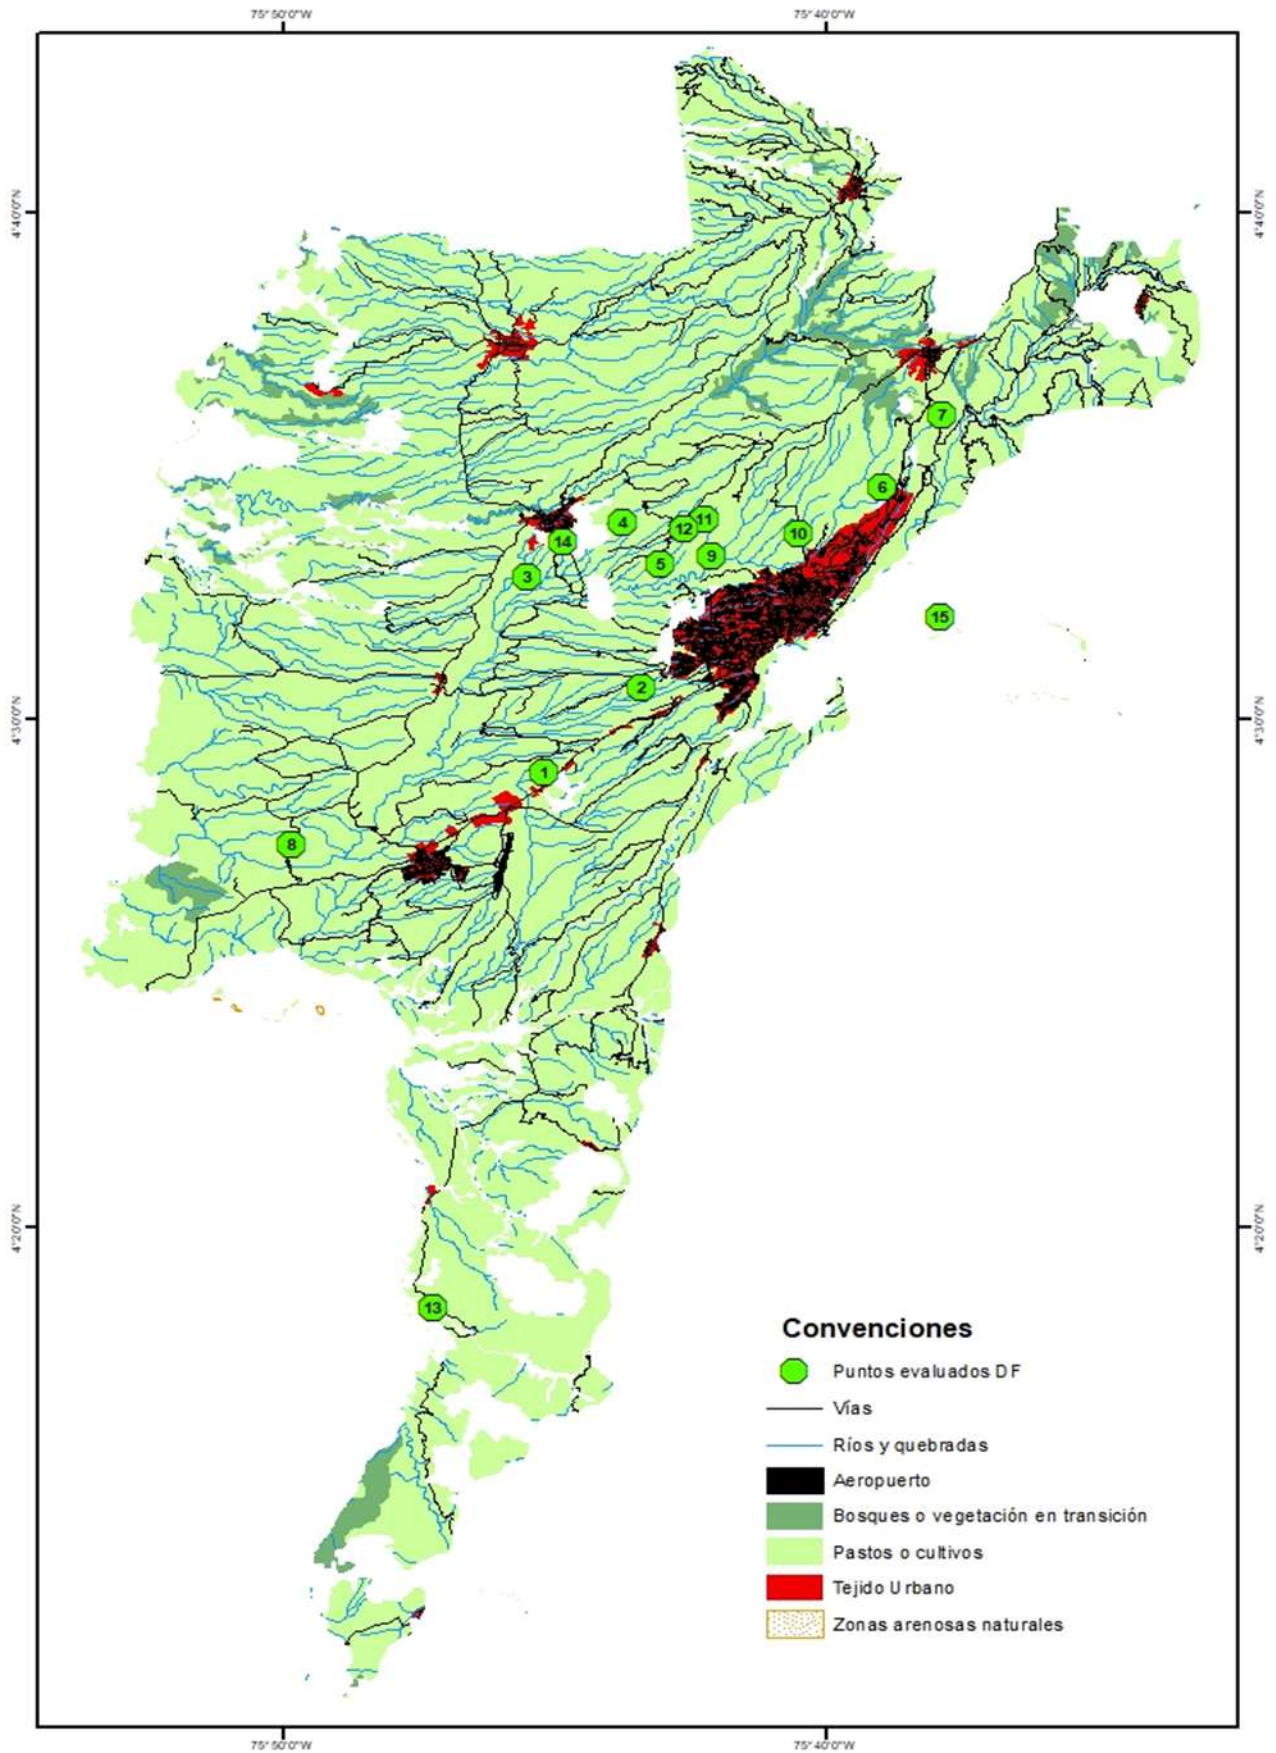 75°50'0"W 75°40'0"W
4°40'0"N 4°40'0"N
7
6
4 12 11
14 10
5 9
3
15
2
4°30'0"N 4°30'0"N
1
8
4°20'0"N 4°20'0"N
13
Convenciones
Puntos evaluados DF
Vías
Ríos y quebradas
Aeropuerto
Bosques o vegetación en transición
Pastos o cultivos
Tejido Urbano
Zonas arenosas naturales
75°50'0"W 75°40'0"W